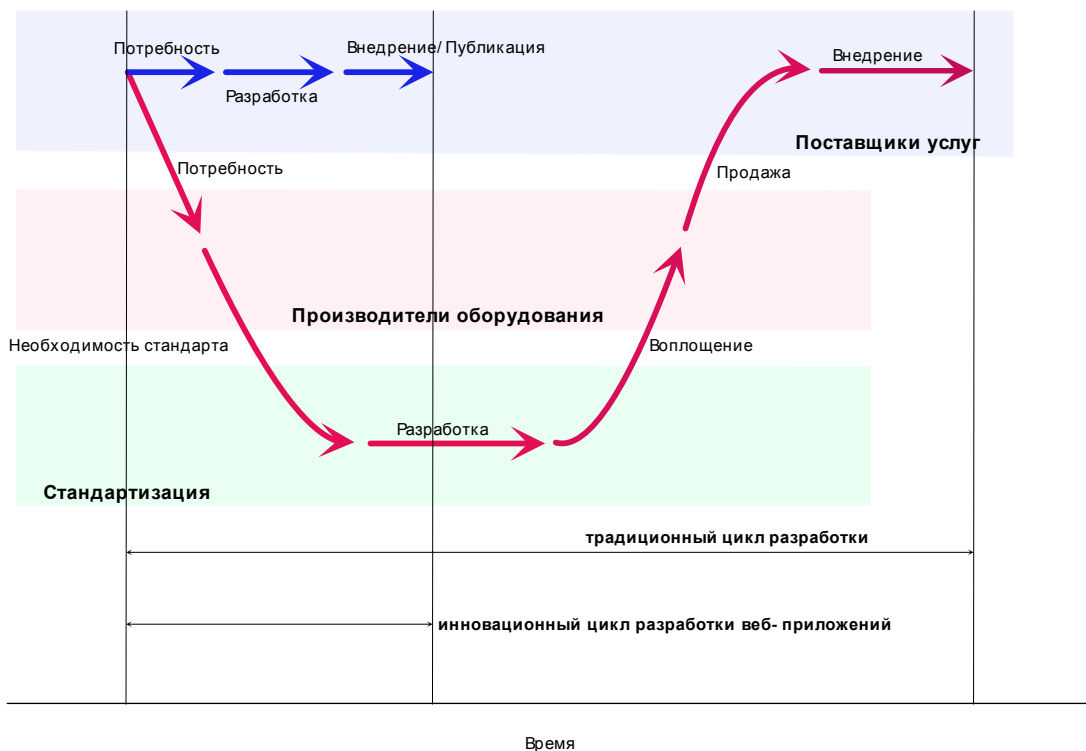 Потребность
Внедрение/ Публикация
Внедрение
Разработка
Поставщики услуг
Потребность
Продажа
Производители оборудования
Необходимость стандарта
Воплощение
Разработка
Стандартизация
традиционный цикл разработки
инновационный цикл разработки веб- приложений
Время